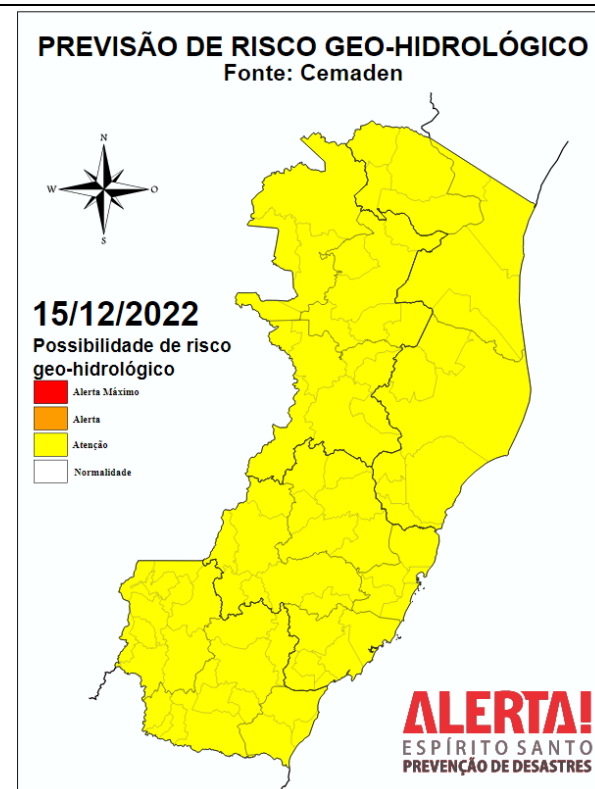 PREVISÃO DE RISCO GEO-HIDROLÓGICO
Fonte: Cemaden
N
W
O
S
15/12/2022
Possibilidade de risco
geo-hidrológico
Alerta Máximo
Alerta
Atenção
Normalidade
ALERTA!
ESPÍRITO SANTO
PREVENÇÃO DE DESASTRES